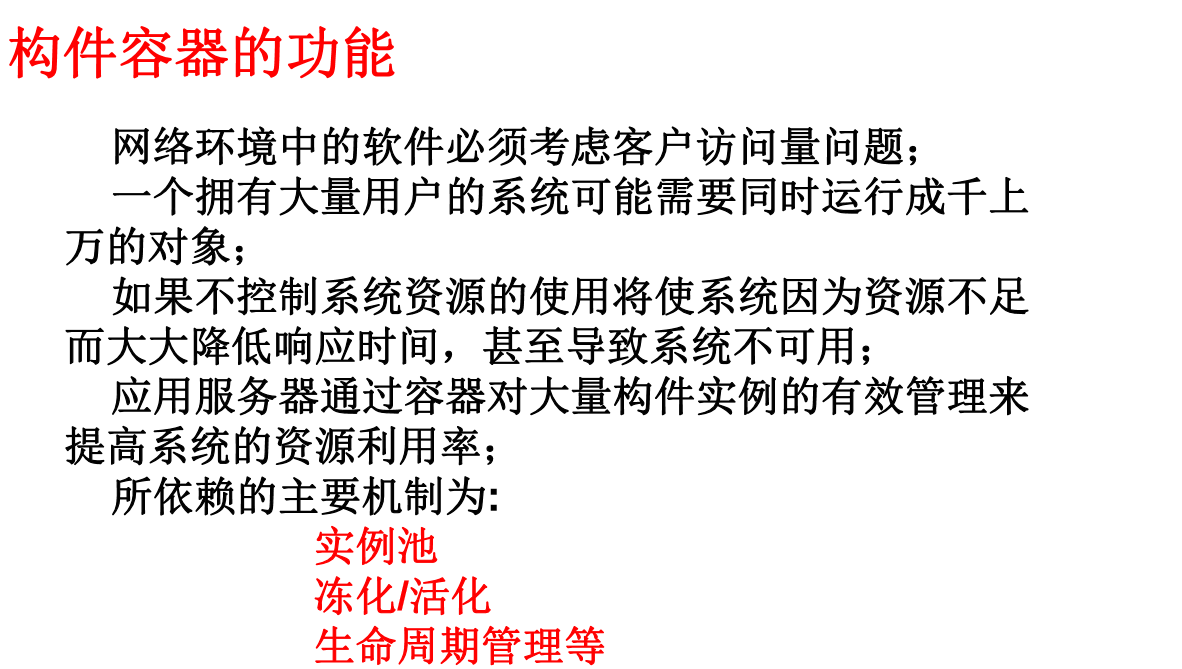 构件容器的功能
网络环境中的软件必须考虑客户访问量问题；
一个拥有大量用户的系统可能需要同时运行成千上
万的对象；
如果不控制系统资源的使用将使系统因为资源不足
而大大降低响应时间，甚至导致系统不可用；
应用服务器通过容器对大量构件实例的有效管理来
提高系统的资源利用率；
所依赖的主要机制为:
实例池
冻化/活化
生命周期管理等